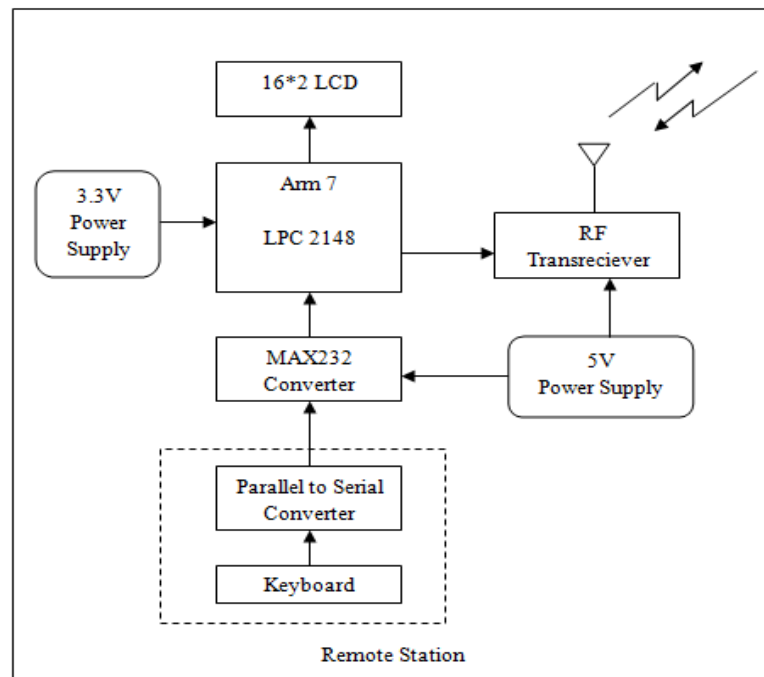 16*2 LCD
3.3V
Power
Supply
Arm 7
LPC 2148
RF
Transreciever
MAX232
Converter
5V
Power Supply
Parallel to Serial
Converter
Keyboard
Remote Station